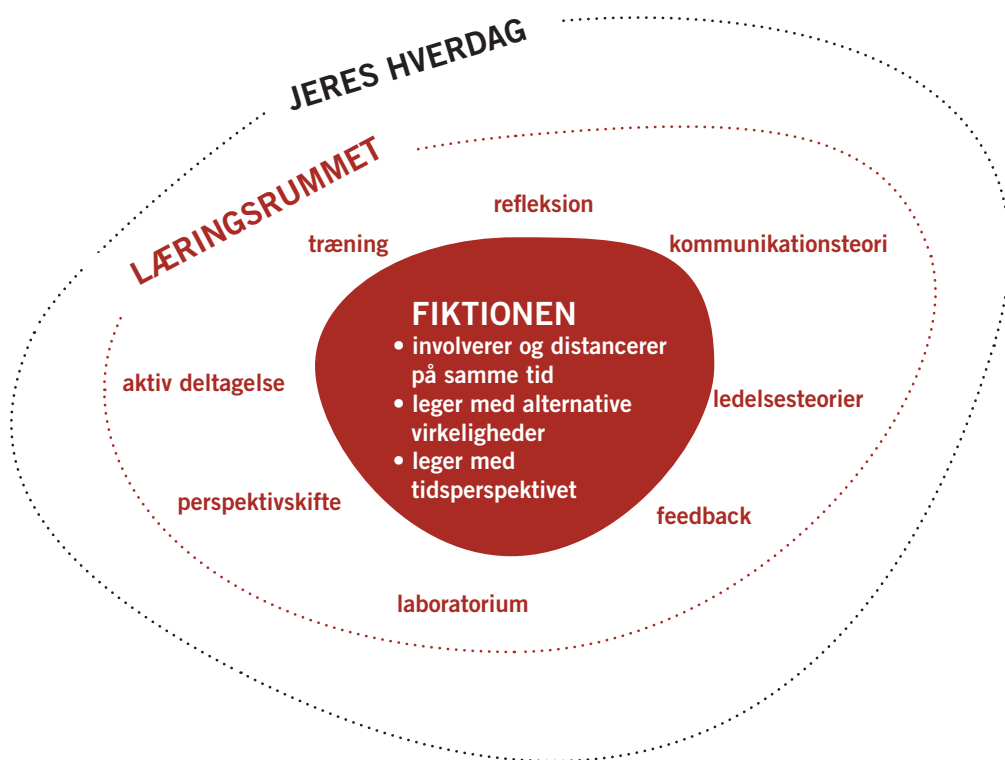 JERES HVERDAG
LÆRINGSRUMMET
refleksion
træning
kommunikationsteori
FIKTIONEN
• involverer og distancerer
på samme tid
• leger med alternative
virkeligheder
• leger med
tidsperspektivet
aktiv deltagelse
ledelsesteorier
perspektivskifte
feedback
laboratorium